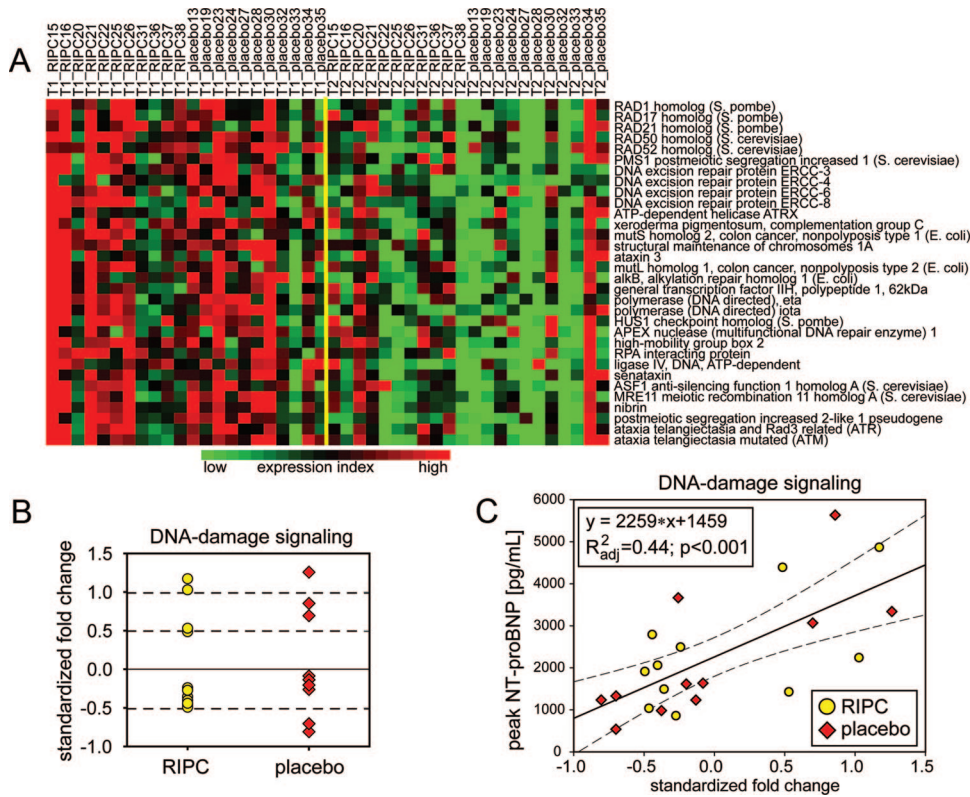 A
T1_RIPC15
T1_RIPC16
T1_RIPC20
T1_RIPC21
T1_RIPC22
T1_RIPC25
T1_RIPC26
T1_RIPC31
T1_RIPC36
T1_RIPC37
T1_RIPC38
T1_placebo13
T1_placebo19
T1_placebo23
T1_placebo24
T1_placebo27
T1_placebo28
T1_placebo30
T1_placebo32
T1_placebo33
T1_placebo34
T1_placebo35
T2_RIPC15
T2_RIPC16
T2_RIPC20
T2_RIPC21
T2_RIPC22
T2_RIPC25
T2_RIPC26
T2_RIPC31
T2_RIPC36
T2_RIPC37
T2_RIPC38
T2_placebo13
T2_placebo19
T2_placebo23
T2_placebo24
T2_placebo27
T2_placebo28
T2_placebo30
T2_placebo32
T2_placebo33
T2_placebo34
T2_placebo35
RAD1 homolog (S. pombe)
RAD17 homolog (S. pombe)
RAD21 homolog (S. pombe)
RAD50 homolog (S. cerevisiae)
RAD52 homolog (S. cerevisiae)
PMS1 postmeiotic segregation increased 1 (S. cerevisiae)
DNA excision repair protein ERCC-3
DNA excision repair protein ERCC-4
DNA excision repair protein ERCC-6
DNA excision repair protein ERCC-8
ATP-dependent helicase ATRX
xeroderma pigmentosum, complementation group C
mutS homolog 2, colon cancer, nonpolyposis type 1 (E. coli)
structural maintenance of chromosomes 1A
ataxin 3
mutL homolog 1, colon cancer, nonpolyposis type 2 (E. coli)
alkB, alkylation repair homolog 1 (E. coli)
general transcription factor IIH, polypeptide 1, 62kDa
polymerase (DNA directed), eta
polymerase (DNA directed) iota
HUS1 checkpoint homolog (S. pombe)
APEX nuclease (multifunctional DNA repair enzyme) 1
high-mobility group box 2
RPA interacting protein
ligase IV, DNA, ATP-dependent
senataxin
ASF1 anti-silencing function 1 homolog A (S. cerevisiae)
MRE11 meiotic recombination 11 homolog A (S. cerevisiae)
nibrin
postmeiotic segregation increased 2-like 1 pseudogene
ataxia telangiectasia and Rad3 related (ATR)
ataxia telangiectasia mutated (ATM)
low expression index high
B
DNA-damage signaling
standardized fold change
1.5
1.0
0.5
0.0
-0.5
-1.0
RIPC placebo
C
DNA-damage signaling
y = 2259*x+1459
R²adj=0.44; p<0.001
peak NT-proBNP [pg/mL]
6000
5000
4000
3000
2000
1000
0
RIPC
placebo
-1.0 -0.5 0.0 0.5 1.0 1.5
standardized fold change